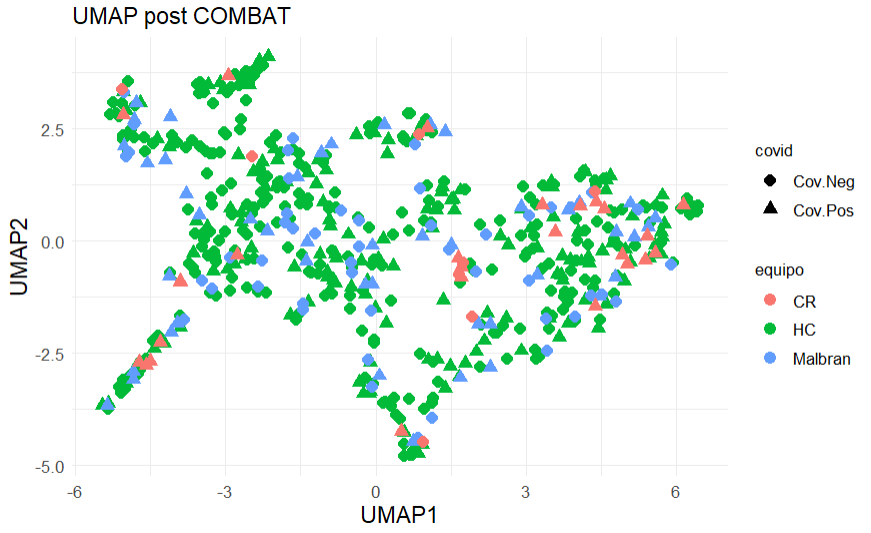 UMAP post COMBAT
UMAP2
2.5
0.0
-2.5
-5.0
-6
-3
0
3
6
UMAP1
covid
Cov.Neg
Cov.Pos
equipo
CR
HC
Malbran